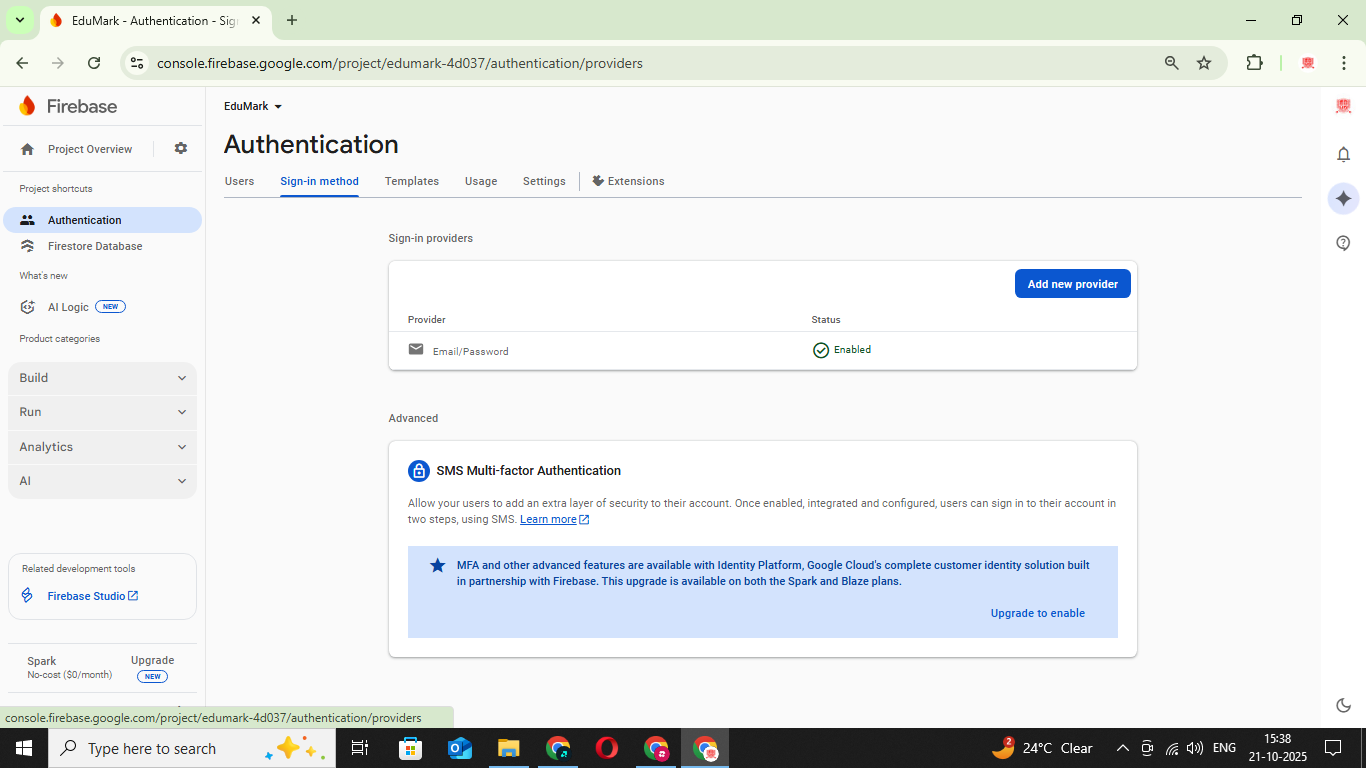 EduMark - Authentication - Sig
console.firebase.google.com/project/edumark-4d037/authentication/providers
Firebase
Project Overview
Project shortcuts
Authentication
Firestore Database
What's new
AI Logic NEW
Product categories
Build
Run
Analytics
AI
Related development tools
Firebase Studio
Spark
No-cost ($0/month)
Upgrade
NEW
EduMark
Authentication
Users Sign-in method Templates Usage Settings Extensions
Sign-in providers
Add new provider
Provider Status
Email/Password Enabled
Advanced
SMS Multi-factor Authentication
Allow your users to add an extra layer of security to their account. Once enabled, integrated and configured, users can sign in to their account in
two steps, using SMS. Learn more
MFA and other advanced features are available with Identity Platform, Google Cloud's complete customer identity solution built
in partnership with Firebase. This upgrade is available on both the Spark and Blaze plans.
Upgrade to enable
console.firebase.google.com/project/edumark-4d037/authentication/providers
Type here to search
2
24°C Clear
ENG
15:38
21-10-2025